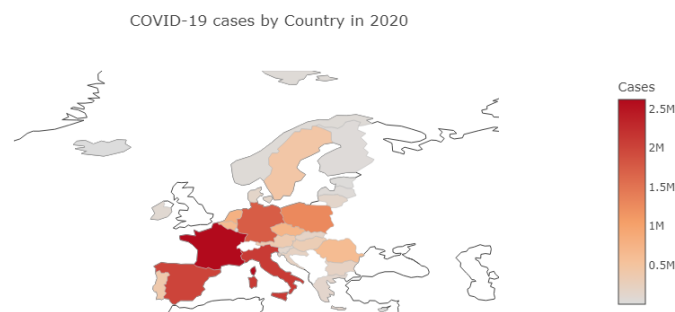 COVID-19 cases by Country in 2020
Cases
2.5M
2M
1.5M
1M
0.5M